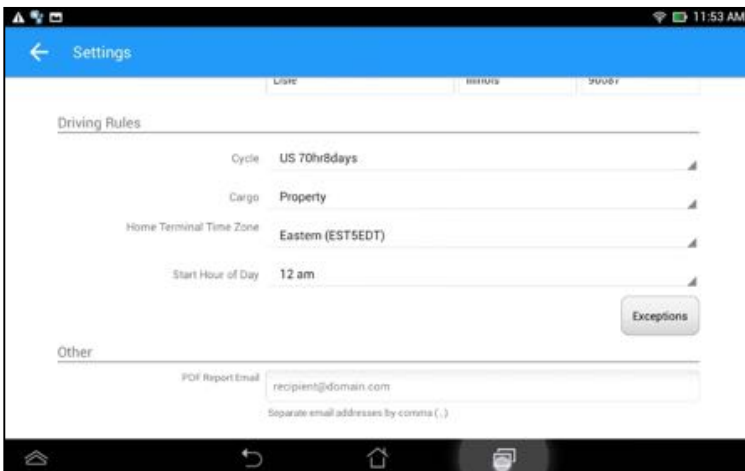 11:53 AM
Settings
Lisle Illinois 90087
Driving Rules
Cycle US 70hr8days
Cargo Property
Home Terminal Time Zone Eastern (EST5EDT)
Start Hour of Day 12 am
Exceptions
Other
PDF Report Email recipient@domain.com
Separate email addresses by comma (,)